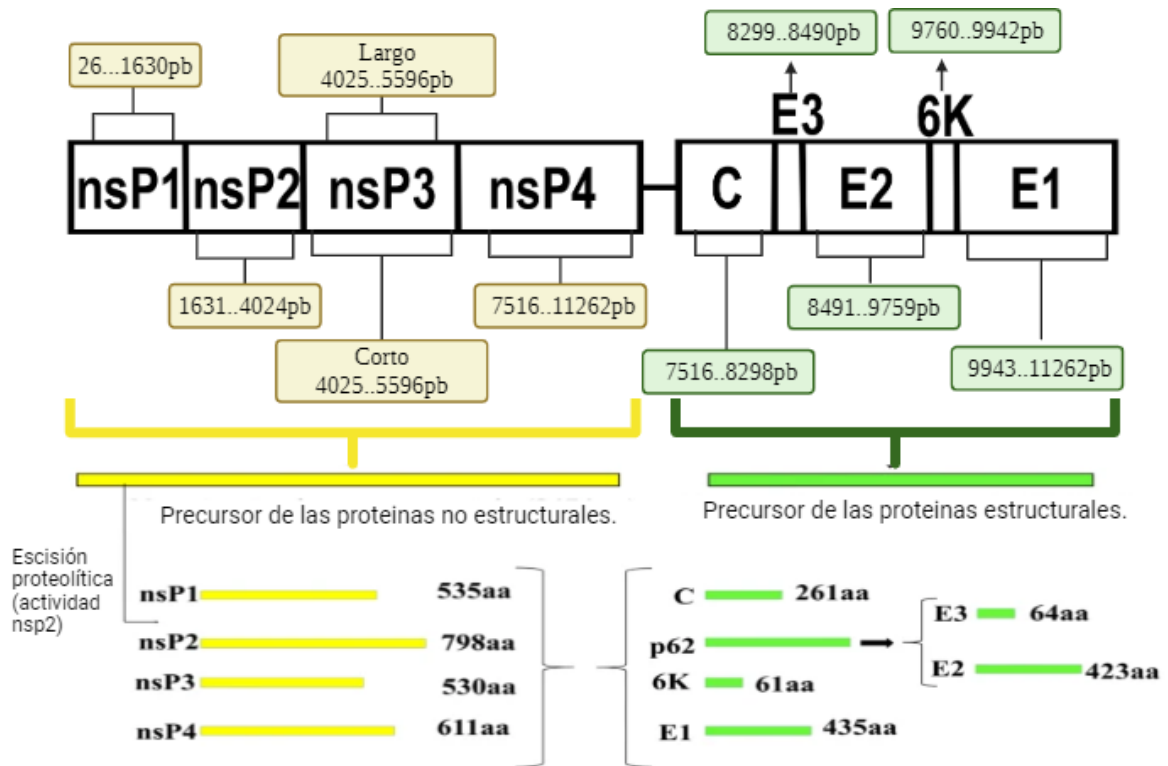 8299..8490pb
9760..9942pb
26...1630pb
Largo
4025..5596pb
E3
6K
nsP1
nsP2
nsP3
nsP4
C
E2
E1
1631..4024pb
7516..11262pb
8491..9759pb
Corto
4025..5596pb
7516..8298pb
9943..11262pb
Precursor de las proteinas no estructurales.
Precursor de las proteinas estructurales.
Escisión
proteolítica
(actividad
nsp2)
nsP1 535aa
nsP2 798aa
nsP3 530aa
nsP4 611aa
C 261aa
p62
6K 61aa
E1 435aa
E3 64aa
E2 423aa